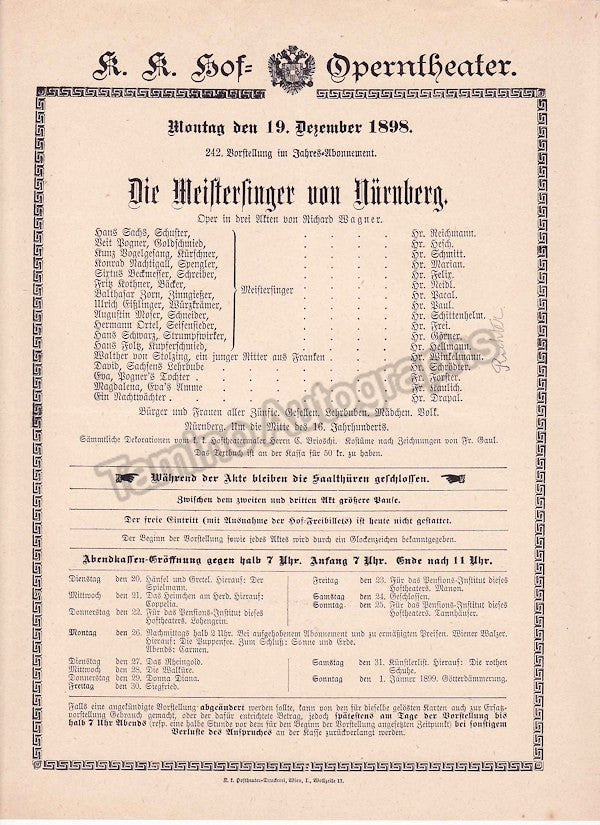 K. K. Hof= Operntheater.
Montag den 19. Dezember 1898.
242. Vorstellung im Jahres-Abonnement.
Die Meistersinger von Nürnberg.
Oper in drei Akten von Richard Wagner.
Hans Sachs, Schuster, . . . . Hr. Reichmann.
Veit Pogner, Goldschmied, . . . . Hr. Hesch.
Kunz Vogelgesang, Kürschner, . . . . Hr. Schmitt.
Konrad Nachtigall, Spengler, . . . . Hr. Marian.
Sixtus Beckmesser, Schreiber, . . . . Hr. Felix.
Fritz Kothner, Bäcker, . . . . Hr. Neidl.
Balthasar Zorn, Zinngießer, Meistersinger . . . . Hr. Pacal.
Ulrich Eißlinger, Würzkrämer, . . . . Hr. Paul.
Augustin Moser, Schneider, . . . . Hr. Schittenhelm.
Hermann Ortel, Seifensieder, . . . . Hr. Frei.
Hans Schwarz, Strumpfwirker, . . . . Hr. Görner.
Hans Foltz, Kupferschmied, . . . . Hr. Hellmann.
Walther von Stolzing, ein junger Ritter aus Franken . . . . Hr. Winkelmann.
David, Sachsens Lehrbube . . . . Hr. Schrödter.
Eva, Pogner's Tochter . . . . Fr. Forster.
Magdalena, Eva's Amme . . . . Fr. Kaulich.
Ein Nachtwächter . . . . Hr. Drapal.
Richter
Bürger und Frauen aller Zünfte. Gesellen. Lehrbuben. Mädchen. Volk.
Nürnberg. Um die Mitte des 16. Jahrhunderts.
Sämmtliche Dekorationen vom k. k. Hoftheatermaler Herrn C. Brioschi. Kostüme nach Zeichnungen von Fr. Gaul.
Das Textbuch ist an der Kassa für 50 kr. zu haben.
Während der Akte bleiben die Saalthüren geschlossen.
Zwischen dem zweiten und dritten Akt größere Pause.
Der freie Eintritt (mit Ausnahme der Hof-Freibillets) ist heute nicht gestattet.
Der Beginn der Vorstellung sowie jedes Aktes wird durch ein Glockenzeichen bekanntgegeben.
Abendkassen-Eröffnung gegen halb 7 Uhr. Anfang 7 Uhr. Ende nach 11 Uhr.
Dienstag den 20. Hänsel und Gretel. Hierauf: Der Spielmann.
Mittwoch den 21. Das Heimchen am Herd. Hierauf: Coppelia.
Donnerstag den 22. Für das Pensions-Institut dieses Hoftheaters. Lohengrin.
Freitag den 23. Für das Pensions-Institut dieses Hoftheaters. Manon.
Samstag den 24. Geschlossen.
Sonntag den 25. Für das Pensions-Institut dieses Hoftheaters. Tannhäuser.
Montag den 26. Nachmittags halb 2 Uhr. Bei aufgehobenem Abonnement und zu ermäßigten Preisen. Wiener Walzer.
Hierauf: Die Puppenfee. Zum Schluß: Sonne und Erde.
Abends: Carmen.
Dienstag den 27. Das Rheingold.
Mittwoch den 28. Die Walküre.
Donnerstag den 29. Donna Diana.
Freitag den 30. Siegfried.
Samstag den 31. Künstlerlist. Hierauf: Die rothen Schuhe.
Sonntag den 1. Jänner 1899. Götterdämmerung.
Falls eine angekündigte Vorstellung abgeändert werden sollte, kann von den für dieselbe gelösten Karten auch zur Ersatz-
vorstellung Gebrauch gemacht, oder der dafür entrichtete Betrag, jedoch spätestens am Tage der Vorstellung bis
halb 7 Uhr Abends (resp. eine halbe Stunde vor dem für den Beginn der Vorstellung angesetzten Zeitpunkt) bei sonstigem
Verluste des Anspruches an der Kasse zurückverlangt werden.
K. k. Hoftheater-Druckerei, Wien, I., Wollzeile 17.
Tamino Autographs